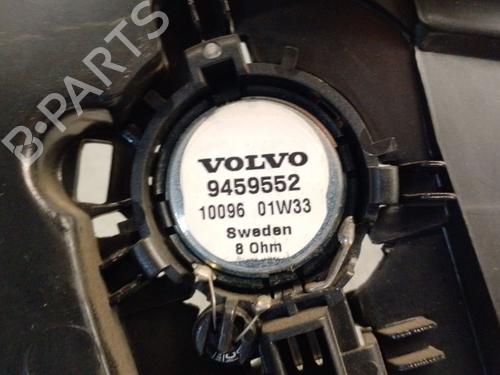 B-PARTS
VOLVO
9459552
10096 01W33
Sweden
8 Ohm